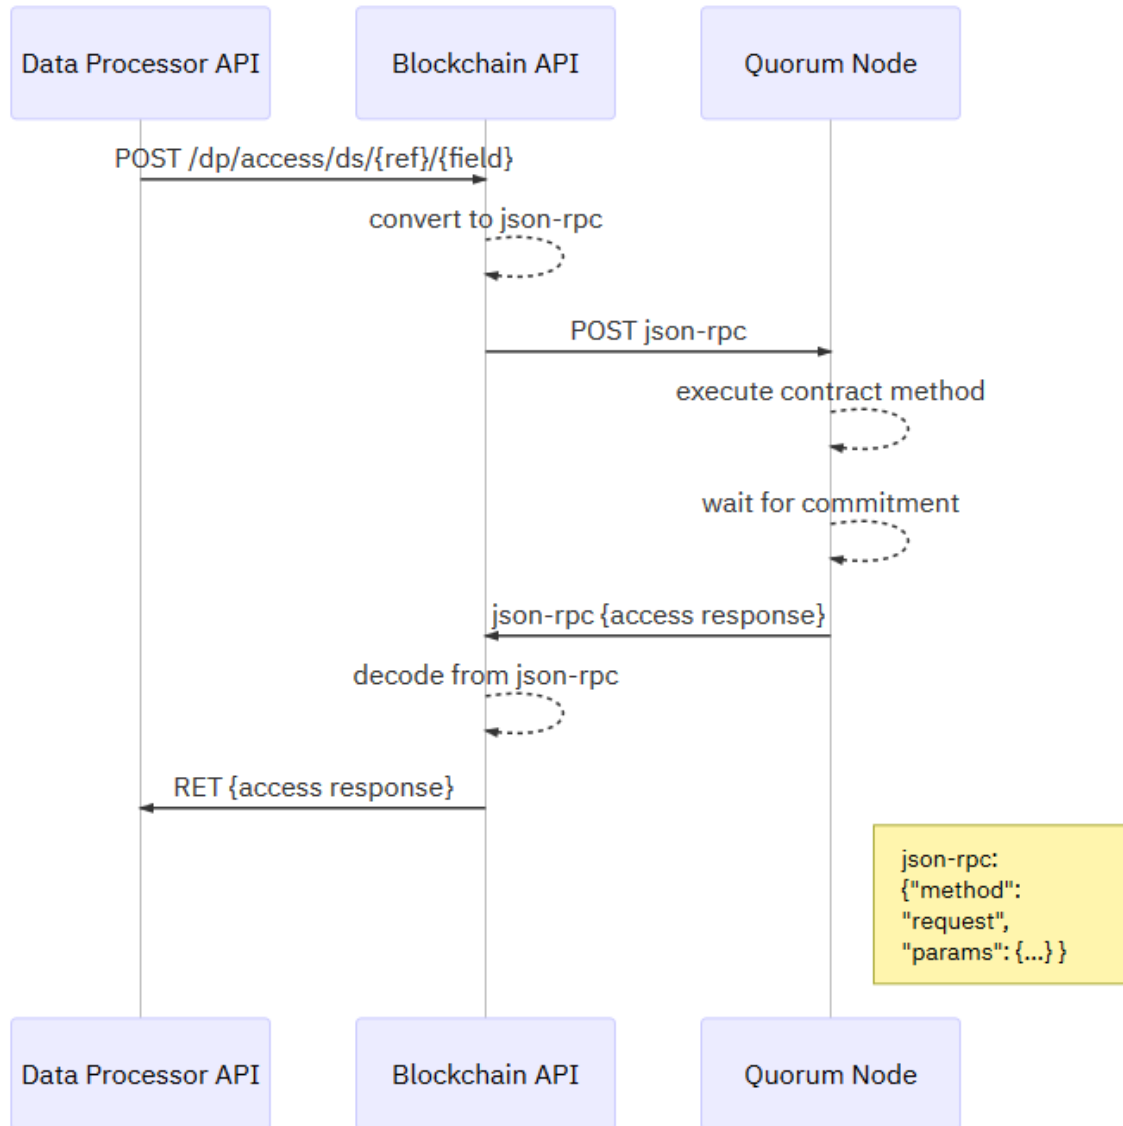 Data Processor API
Blockchain API
Quorum Node
POST /dp/access/ds/{ref}/{field}
convert to json-rpc
POST json-rpc
execute contract method
wait for commitment
json-rpc {access response}
decode from json-rpc
RET {access response}
json-rpc:
{"method":
"request",
"params": {...} }
Data Processor API
Blockchain API
Quorum Node